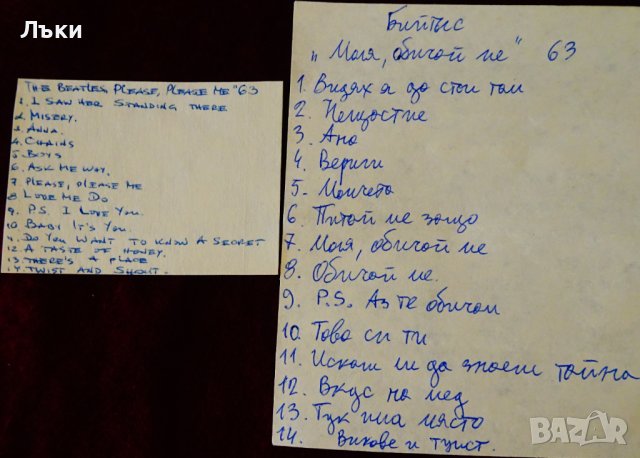 Лъки
THE BEATLES, PLEASE, PLEASE ME "63
1. I SAW HER STANDING THERE
2. MISERY.
3. ANNA.
4. CHAINS
5. BOYS
6. ASK ME WAY.
7. PLEASE, PLEASE ME
8 LOVE ME DO.
9. P.S. I LOVE YOU.
10 BABY IT'S YOU.
11. DO YOU WANT TO KNOW A SECRET
12. A TASTE OF HONEY.
13. THERE'S A PLACE
14. TWIST AND SHOUT.
Бийтлс
„Моля, обичай ме" 63
1. Видях я да стои там
2. Нещастие
3. Ана
4. Вериги
5. Момчета
6. Питай ме защо
7. Моля, обичай ме
8. Обичай ме.
9. P.S. Аз те обичам
10. Това си ти
11. Искаш ли да знаеш тайна
12. Вкус на мед
13. Тук има място
14. Викове и туист.
BAZAR